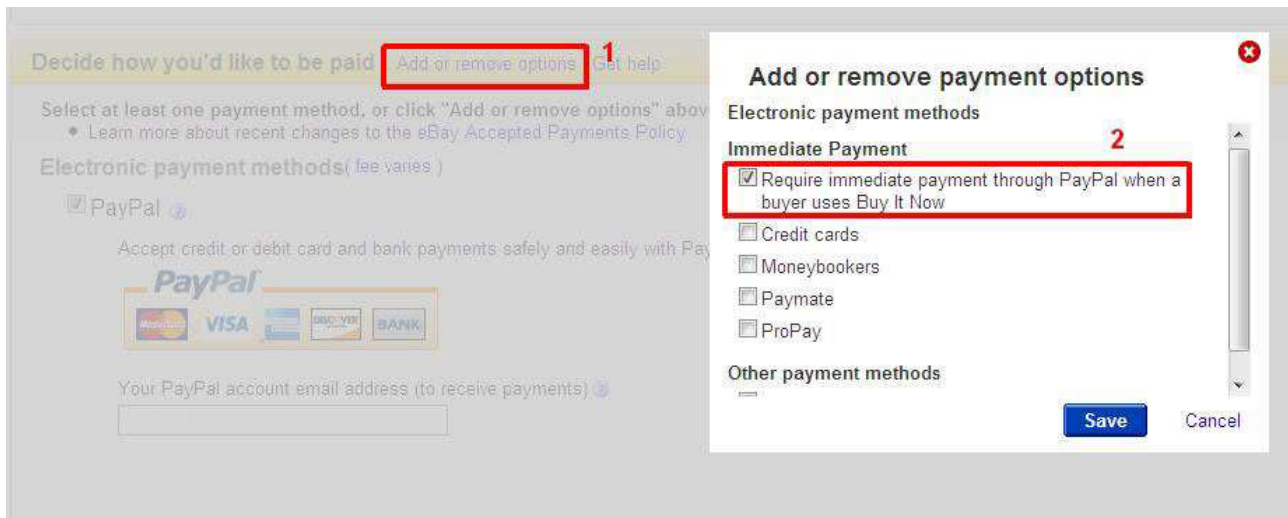 Decide how you'd like to be paid Add or remove options Get help
1
Select at least one payment method, or click "Add or remove options" abov
• Learn more about recent changes to the eBay Accepted Payments Policy
Electronic payment methods( fee varies )
PayPal
Accept credit or debit card and bank payments safely and easily with Pay
PayPal
MasterCard VISA DISCOVER BANK
Your PayPal account email address (to receive payments)
Add or remove payment options
Electronic payment methods
2
Immediate Payment
Require immediate payment through PayPal when a
buyer uses Buy It Now
Credit cards
Moneybookers
Paymate
ProPay
Other payment methods
Save Cancel